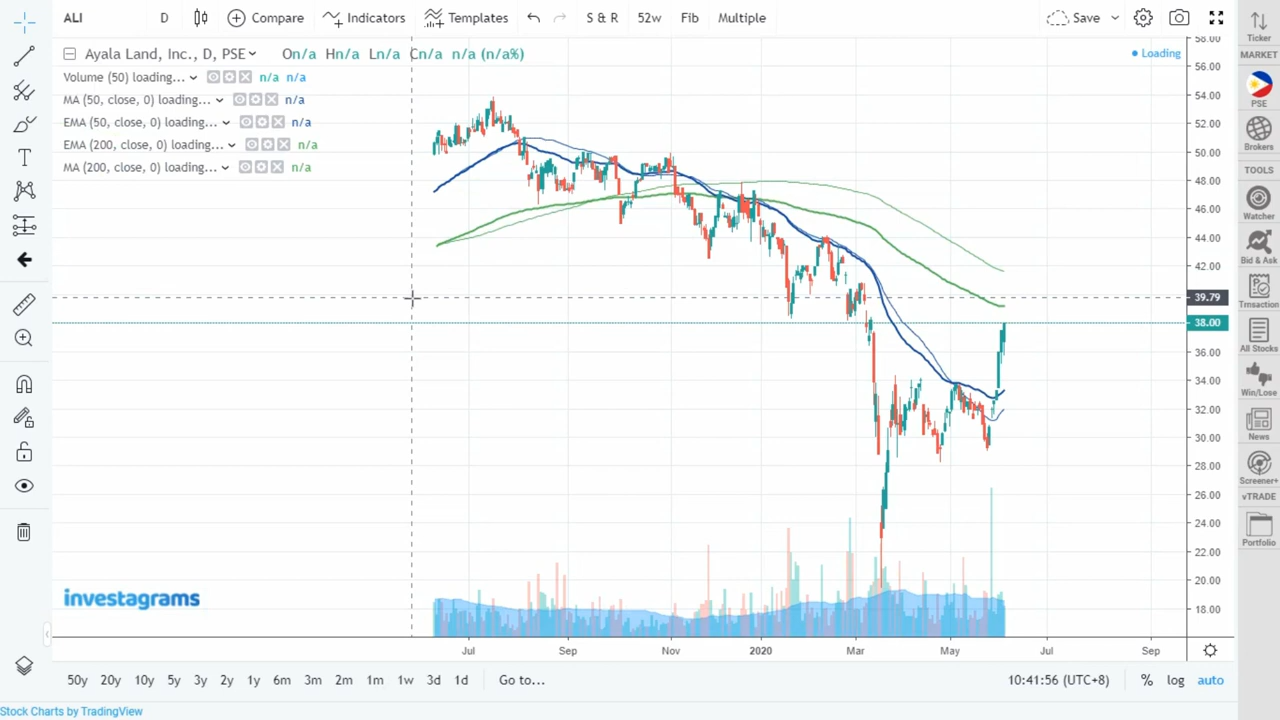 ALI D Compare Indicators Templates S & R 52w Fib Multiple Save
Ticker
Ayala Land, Inc., D, PSE On/a Hn/a Ln/a Cn/a n/a (n/a%)
Loading
Volume (50) loading... n/a n/a
MA (50, close, 0) loading... n/a
EMA (50, close, 0) loading... n/a
EMA (200, close, 0) loading... n/a
MA (200, close, 0) loading... n/a
58.00
56.00
54.00
52.00
50.00
48.00
46.00
44.00
42.00
39.79
38.00
36.00
34.00
32.00
30.00
28.00
26.00
24.00
22.00
20.00
18.00
MARKET
PSE
Brokers
TOOLS
Watcher
Bid & Ask
Trnsaction
All Stocks
Win/Lose
News
Screener+
vTRADE
Portfolio
investagrams
Jul Sep Nov 2020 Mar May Jul Sep
50y 20y 10y 5y 3y 2y 1y 6m 3m 2m 1m 1w 3d 1d Go to... 10:41:56 (UTC+8) % log auto
Stock Charts by TradingView